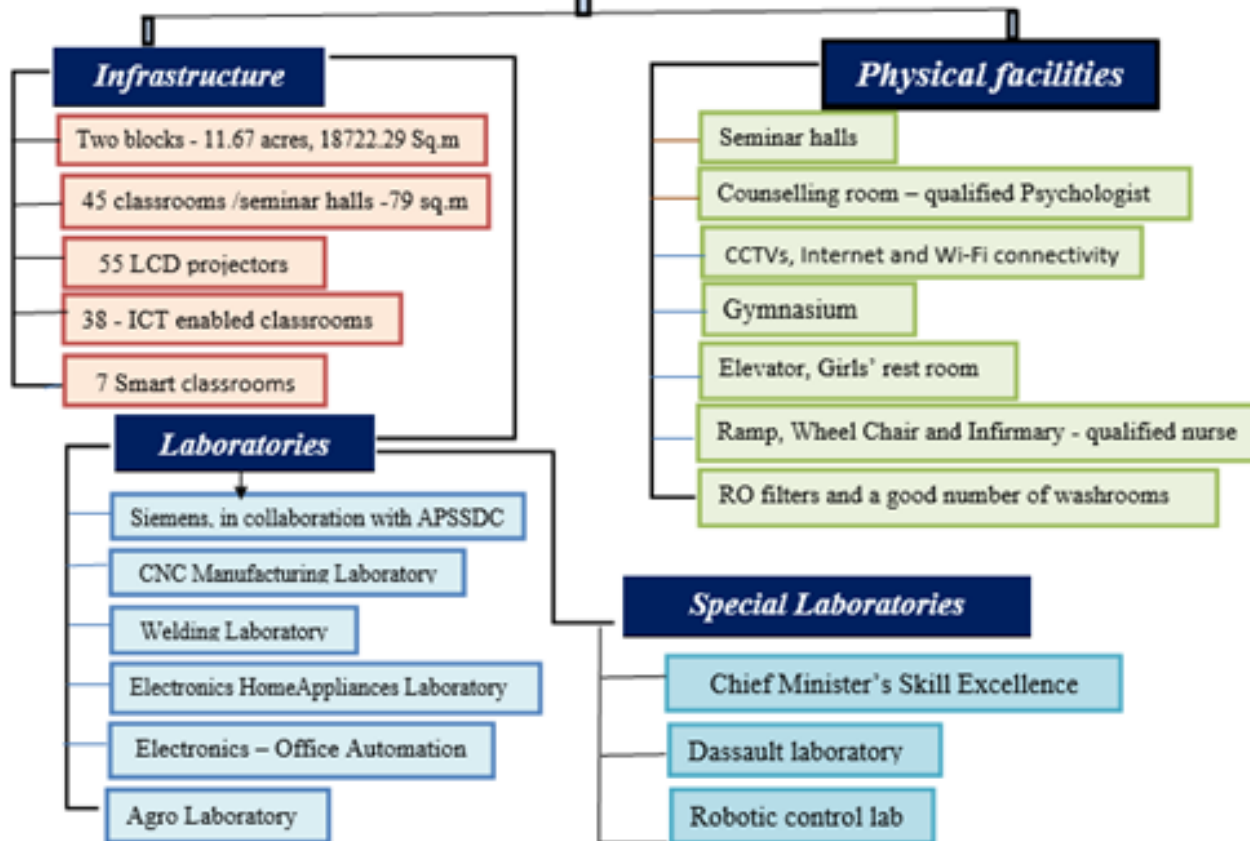 Infrastructure
Two blocks - 11.67 acres, 18722.29 Sq.m
45 classrooms /seminar halls -79 sq.m
55 LCD projectors
38 - ICT enabled classrooms
7 Smart classrooms
Laboratories
Siemens, in collaboration with APSSDC
CNC Manufacturing Laboratory
Welding Laboratory
Electronics HomeAppliances Laboratory
Electronics – Office Automation
Agro Laboratory
Physical facilities
Seminar halls
Counselling room – qualified Psychologist
CCTVs, Internet and Wi-Fi connectivity
Gymnasium
Elevator, Girls’ rest room
Ramp, Wheel Chair and Infirmary - qualified nurse
RO filters and a good number of washrooms
Special Laboratories
Chief Minister’s Skill Excellence
Dassault laboratory
Robotic control lab